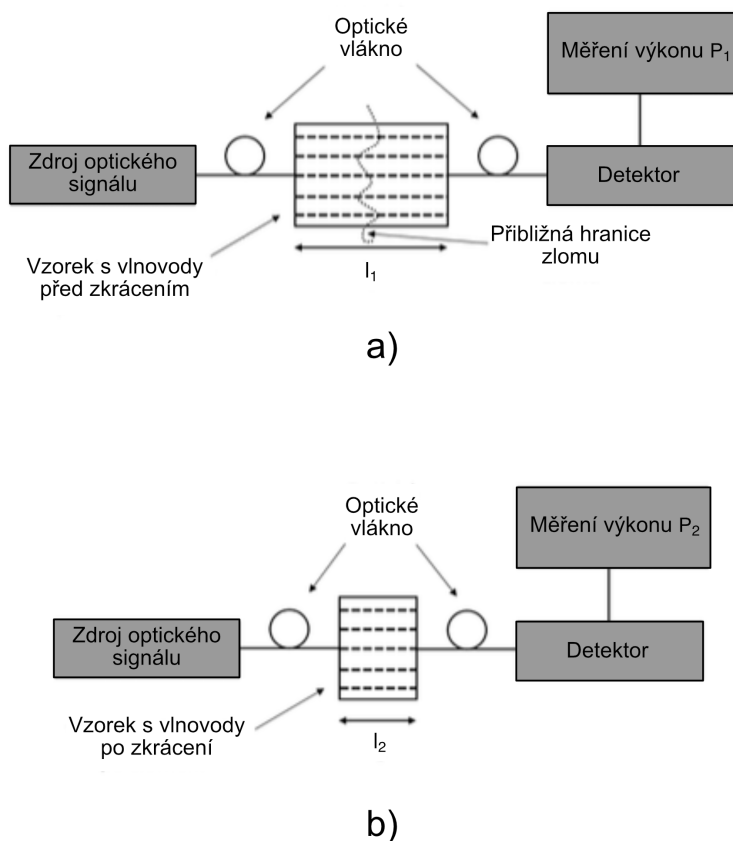 Optické
vlákno
Měření výkonu P₁
Zdroj optického
signálu
Detektor
Vzorek s vlnovody
před zkrácením
l₁
Přibližná hranice
zlomu
a)
Optické
vlákno
Měření výkonu P₂
Zdroj optického
signálu
Detektor
Vzorek s vlnovody
po zkrácení
l₂
b)